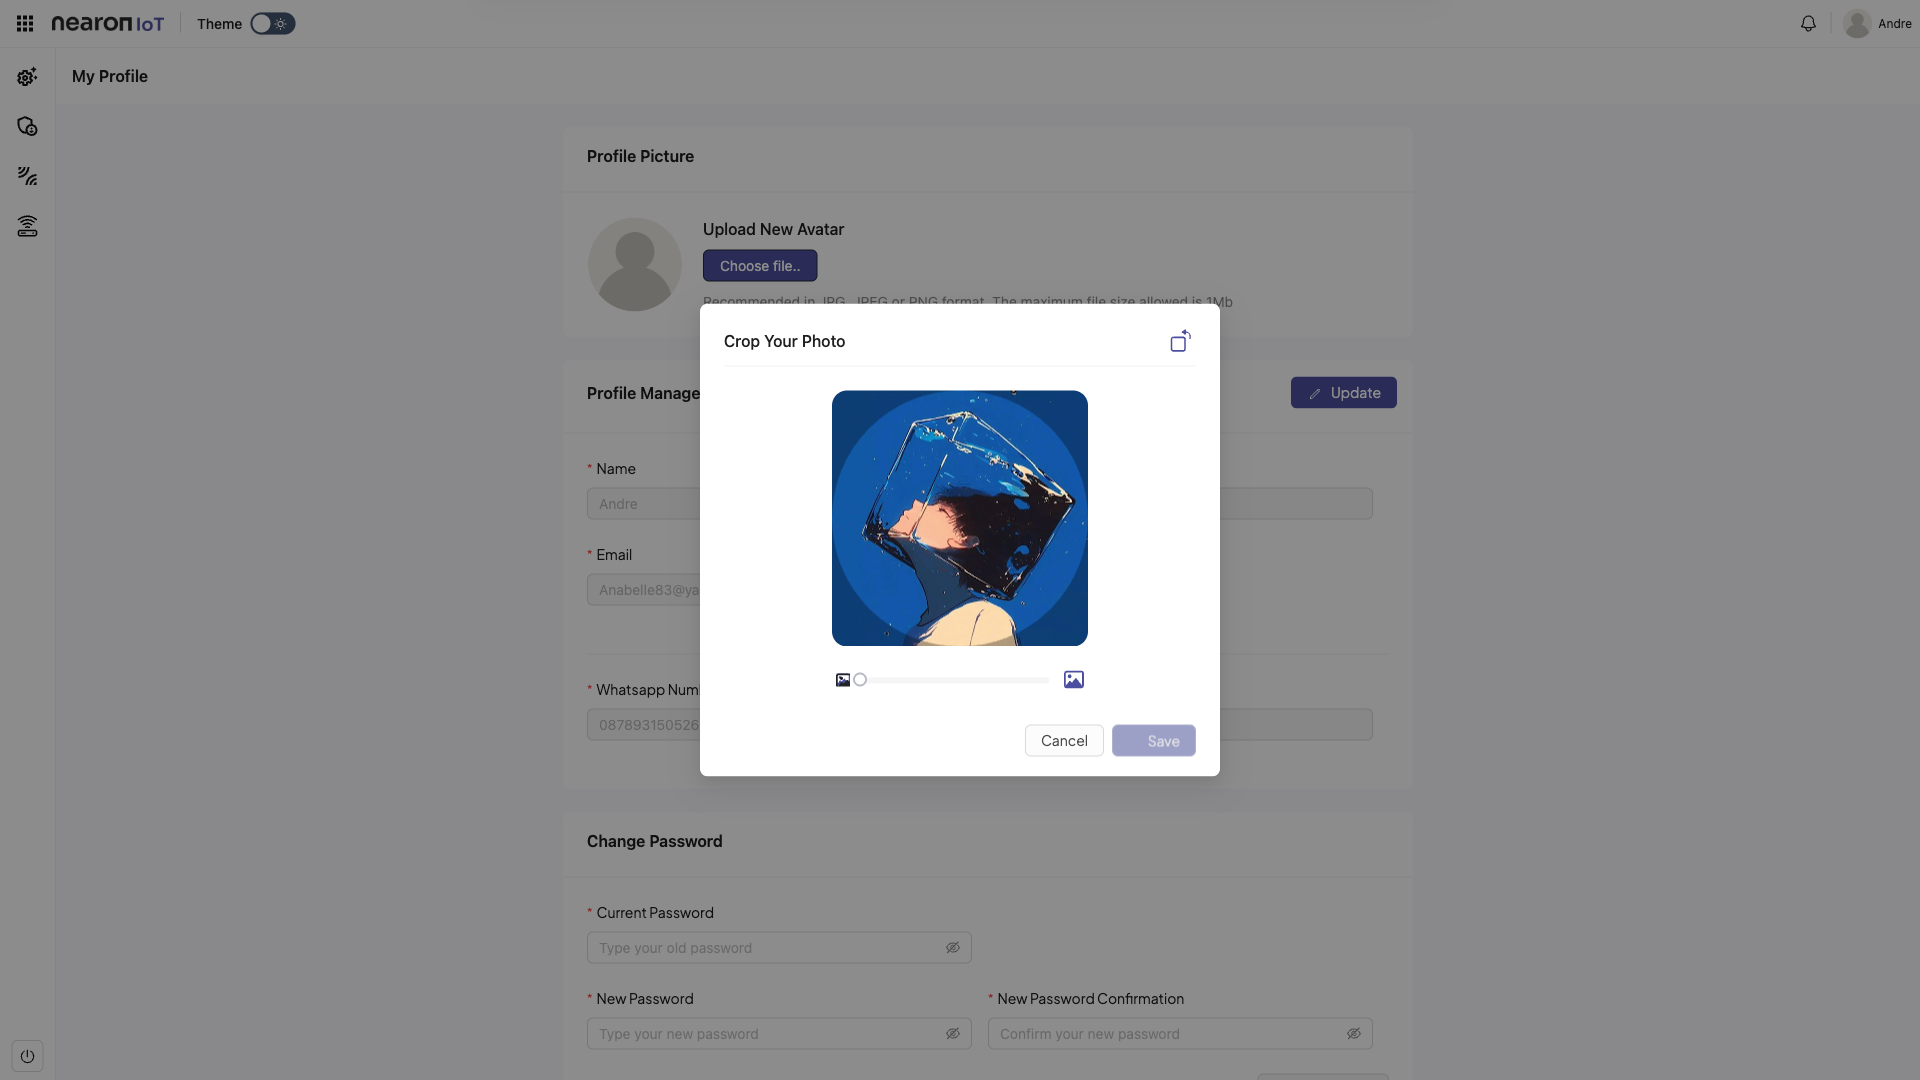 nearon IoT
Theme
Andre
My Profile
Profile Picture
Upload New Avatar
Choose file..
Recommended in JPG, JPEG or PNG format. The maximum file size allowed is 1Mb
Crop Your Photo
Profile Manage
Update
* Name
Andre
* Email
Anabelle83@ya
* Whatsapp Num
087893150526
Cancel
Save
Change Password
* Current Password
Type your old password
* New Password
* New Password Confirmation
Type your new password
Confirm your new password